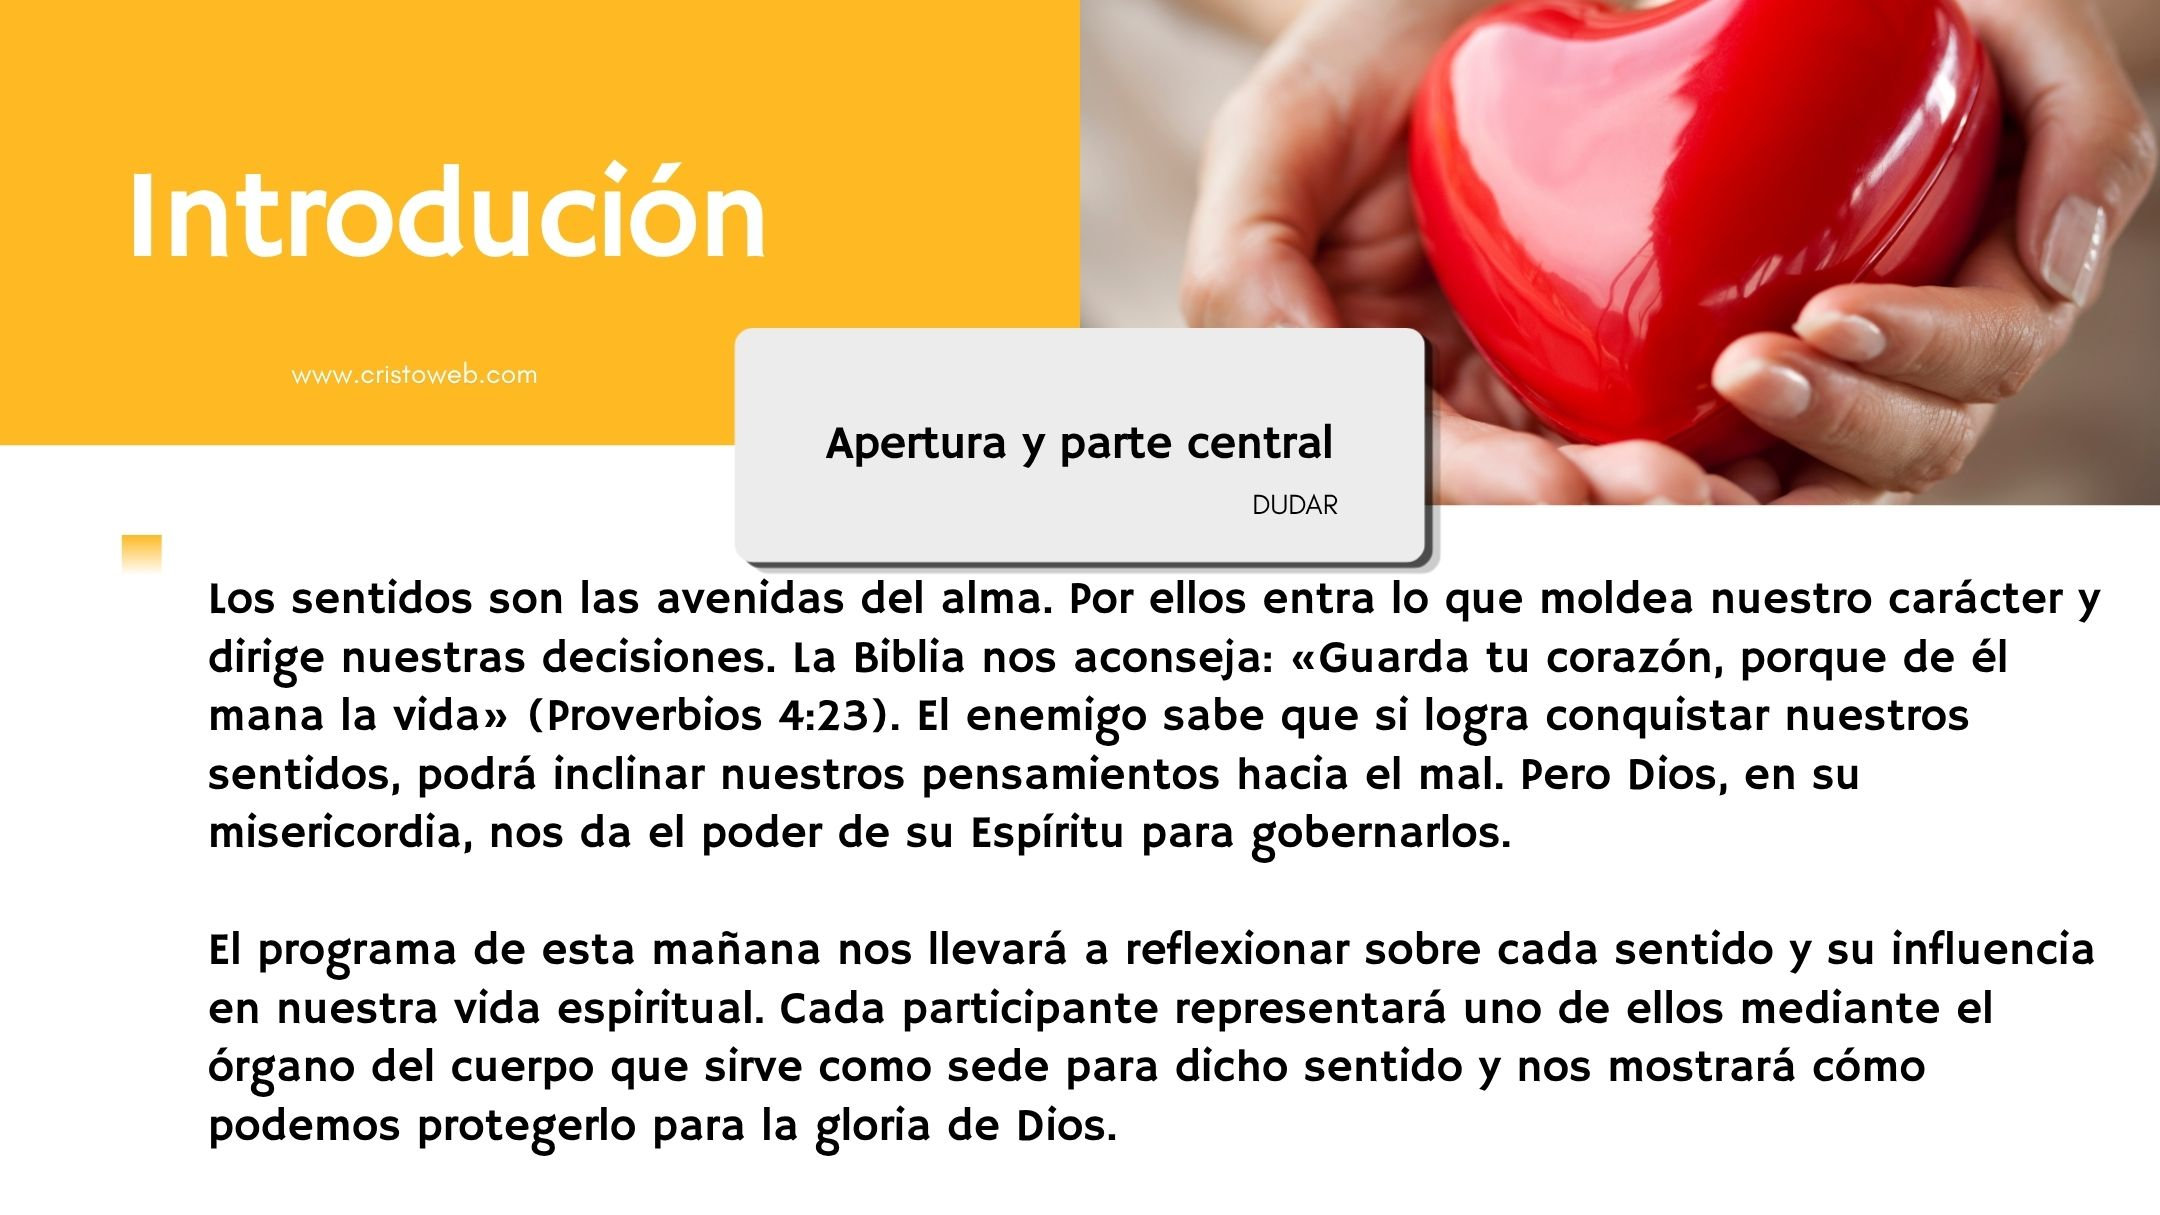 Introdución
www.cristoweb.com
Apertura y parte central
DUDAR
Los sentidos son las avenidas del alma. Por ellos entra lo que moldea nuestro carácter y
dirige nuestras decisiones. La Biblia nos aconseja: «Guarda tu corazón, porque de él
mana la vida» (Proverbios 4:23). El enemigo sabe que si logra conquistar nuestros
sentidos, podrá inclinar nuestros pensamientos hacia el mal. Pero Dios, en su
misericordia, nos da el poder de su Espíritu para gobernarlos.
El programa de esta mañana nos llevará a reflexionar sobre cada sentido y su influencia
en nuestra vida espiritual. Cada participante representará uno de ellos mediante el
órgano del cuerpo que sirve como sede para dicho sentido y nos mostrará cómo
podemos protegerlo para la gloria de Dios.